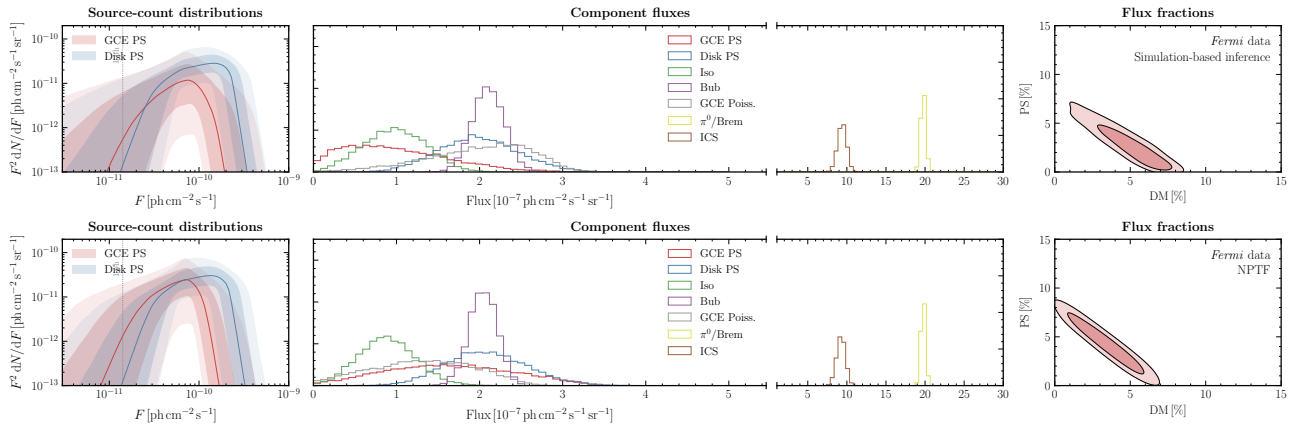 Source-count distributions
10⁻¹⁰
10⁻¹¹
10⁻¹²
10⁻¹³
F² dN/dF [ph cm⁻² s⁻¹ sr⁻¹]
GCE PS
Disk PS
10⁻¹¹
10⁻¹⁰
10⁻⁹
F [ph cm⁻² s⁻¹]
Component fluxes
GCE PS
Disk PS
Iso
Bub
GCE Poiss.
π⁰/Brem
ICS
0 1 2 3 4 5
5 10 15 20 25 30
Flux [10⁻⁷ ph cm⁻² s⁻¹ sr⁻¹]
Flux fractions
Fermi data
Simulation-based inference
15
10
5
0
PS [%]
0 5 10 15
DM [%]
Source-count distributions
10⁻¹⁰
10⁻¹¹
10⁻¹²
10⁻¹³
F² dN/dF [ph cm⁻² s⁻¹ sr⁻¹]
GCE PS
Disk PS
10⁻¹¹
10⁻¹⁰
10⁻⁹
F [ph cm⁻² s⁻¹]
Component fluxes
GCE PS
Disk PS
Iso
Bub
GCE Poiss.
π⁰/Brem
ICS
0 1 2 3 4 5
5 10 15 20 25 30
Flux [10⁻⁷ ph cm⁻² s⁻¹ sr⁻¹]
Flux fractions
Fermi data
NPTF
15
10
5
0
PS [%]
0 5 10 15
DM [%]